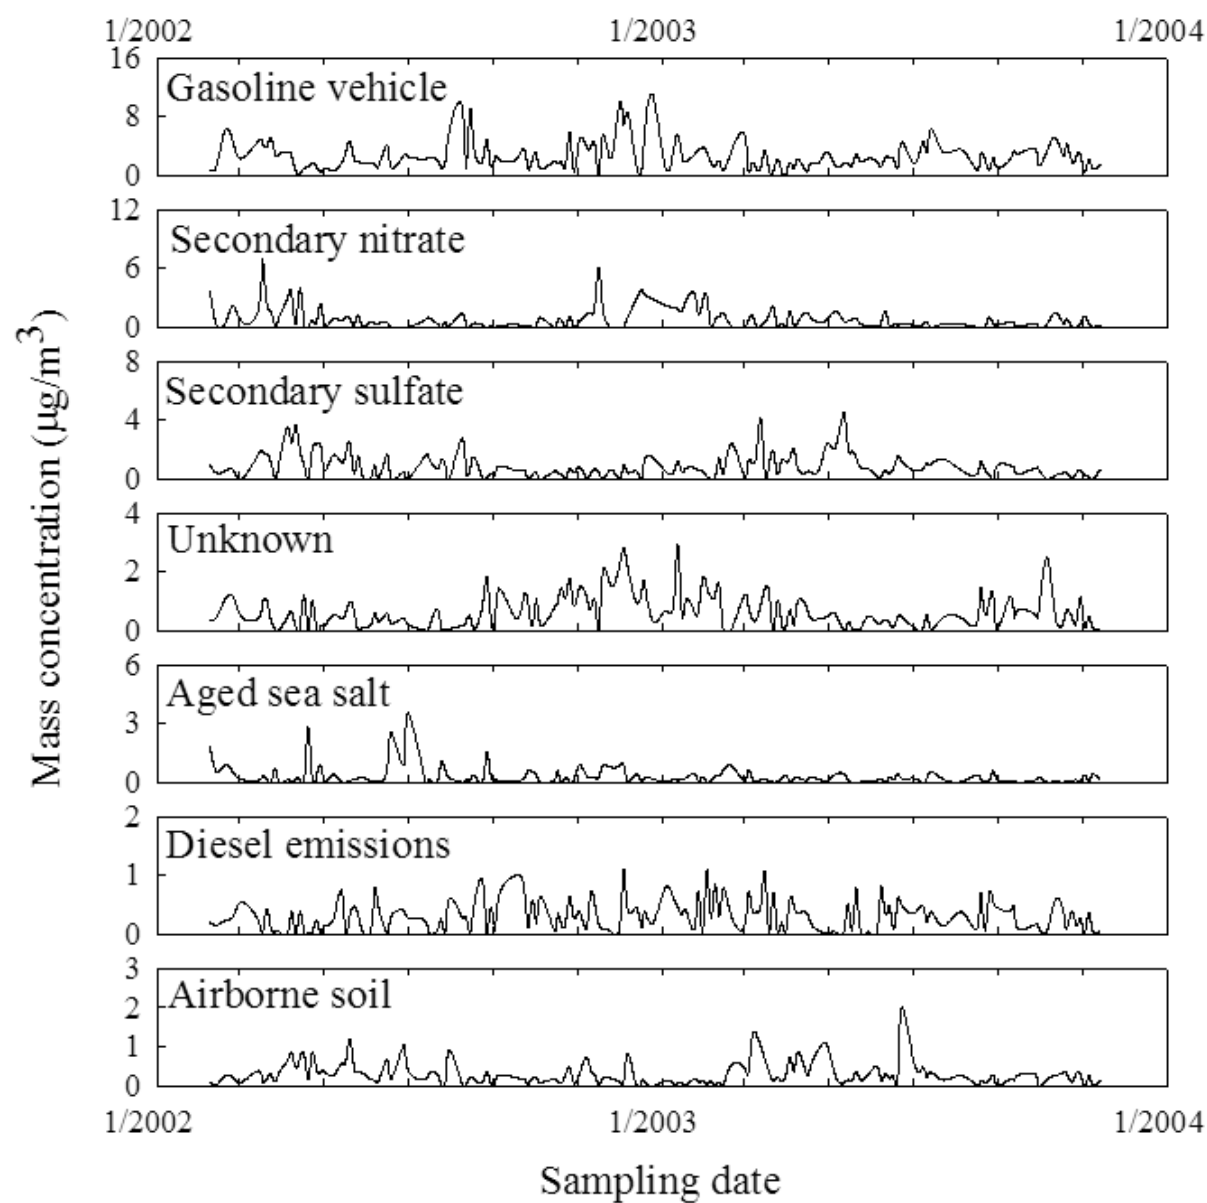 1/2002 1/2003 1/2004
16
Gasoline vehicle
8
0
12
Secondary nitrate
6
0
8
Secondary sulfate
4
0
4
Unknown
2
0
6
Aged sea salt
3
0
2
Diesel emissions
1
0
3
Airborne soil
2
1
0
1/2002 1/2003 1/2004
Mass concentration (µg/m³)
Sampling date